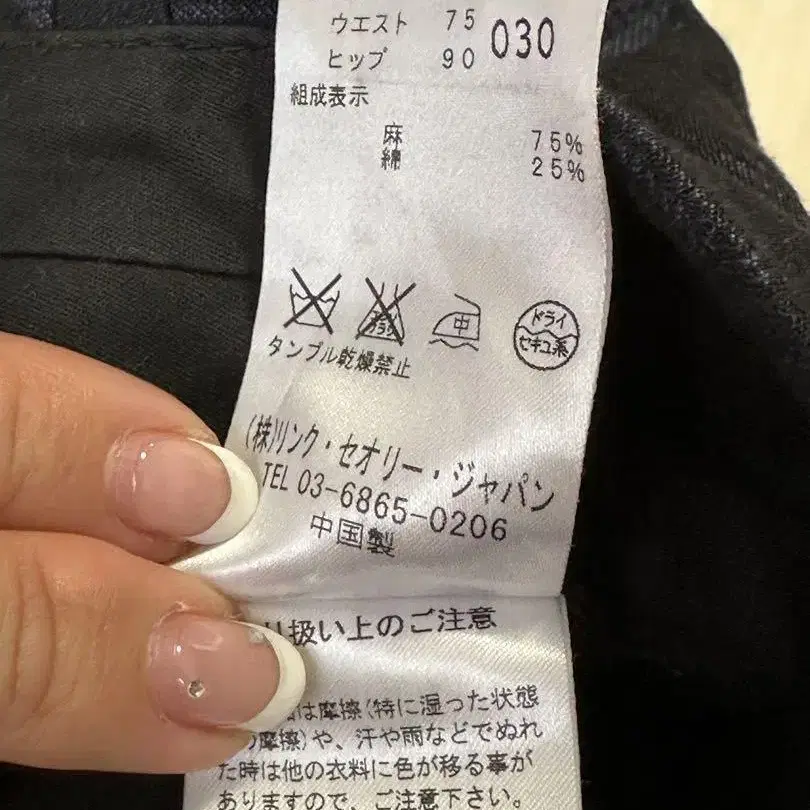 ウエスト 75 030
ヒップ 90
組成表示
麻 75%
綿 25%
中 ドライ
セキユ系
タンブル乾燥禁止
(株)リンク・セオリー・ジャパン
TEL 03-6865-0206
中国製
り扱い上のご注意
は摩擦(特に湿った状態
摩擦)や、汗や雨などでぬれ
た時は他の衣料に色が移る事が
ありますので、ご注意下さい。